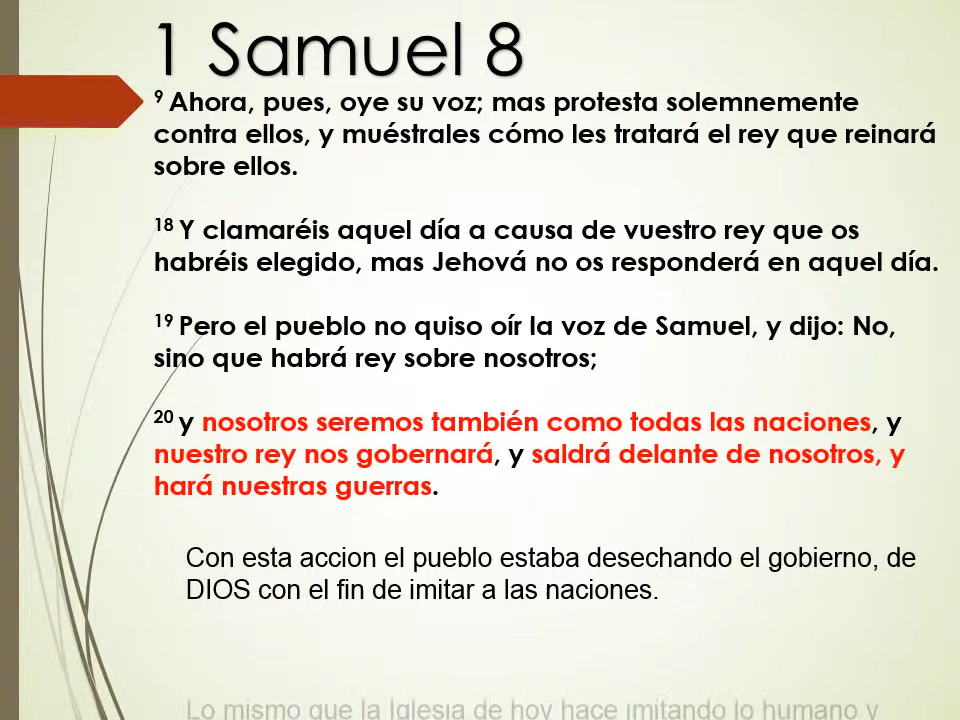 1 Samuel 8
9 Ahora, pues, oye su voz; mas protesta solemnemente
contra ellos, y muéstrales cómo les tratará el rey que reinará
sobre ellos.
18 Y clamaréis aquel día a causa de vuestro rey que os
habréis elegido, mas Jehová no os responderá en aquel día.
19 Pero el pueblo no quiso oír la voz de Samuel, y dijo: No,
sino que habrá rey sobre nosotros;
20 y nosotros seremos también como todas las naciones, y
nuestro rey nos gobernará, y saldrá delante de nosotros, y
hará nuestras guerras.
Con esta accion el pueblo estaba desechando el gobierno, de
DIOS con el fin de imitar a las naciones.
Lo mismo que la Iglesia de hoy hace imitando lo humano y